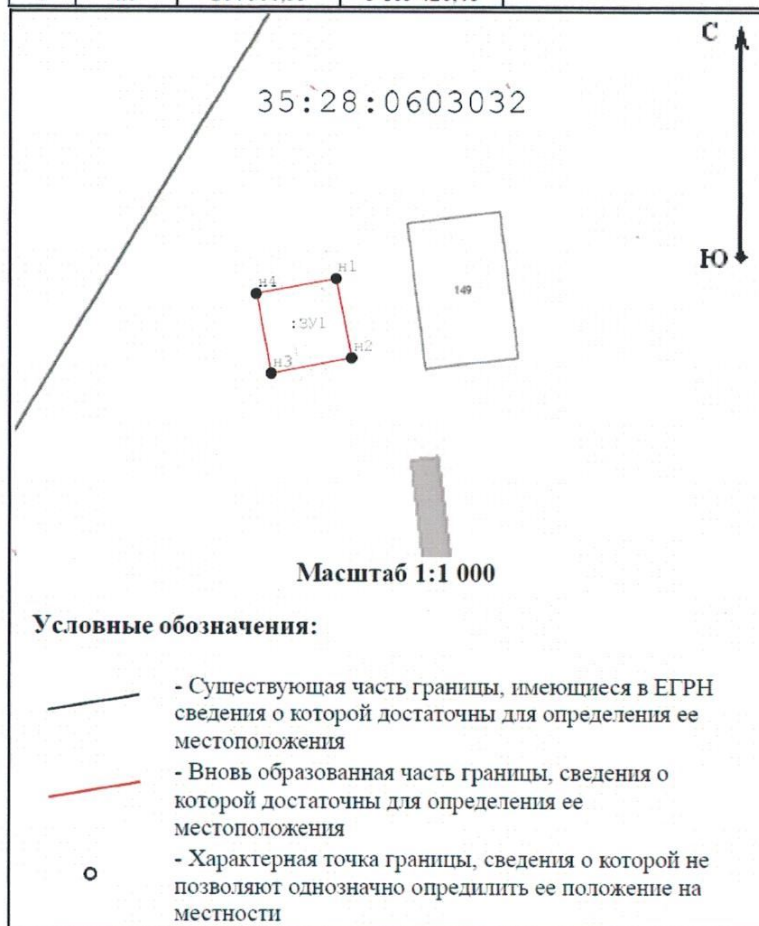 С
35:28:0603032
Ю
н4
н1
149
:ЗУ1
н2
н3
Масштаб 1:1 000
Условные обозначения:
- Существующая часть границы, имеющиеся в ЕГРН
сведения о которой достаточны для определения ее
местоположения
- Вновь образованная часть границы, сведения о
которой достаточны для определения ее
местоположения
- Характерная точка границы, сведения о которой не
позволяют однозначно опредилить ее положение на
местности